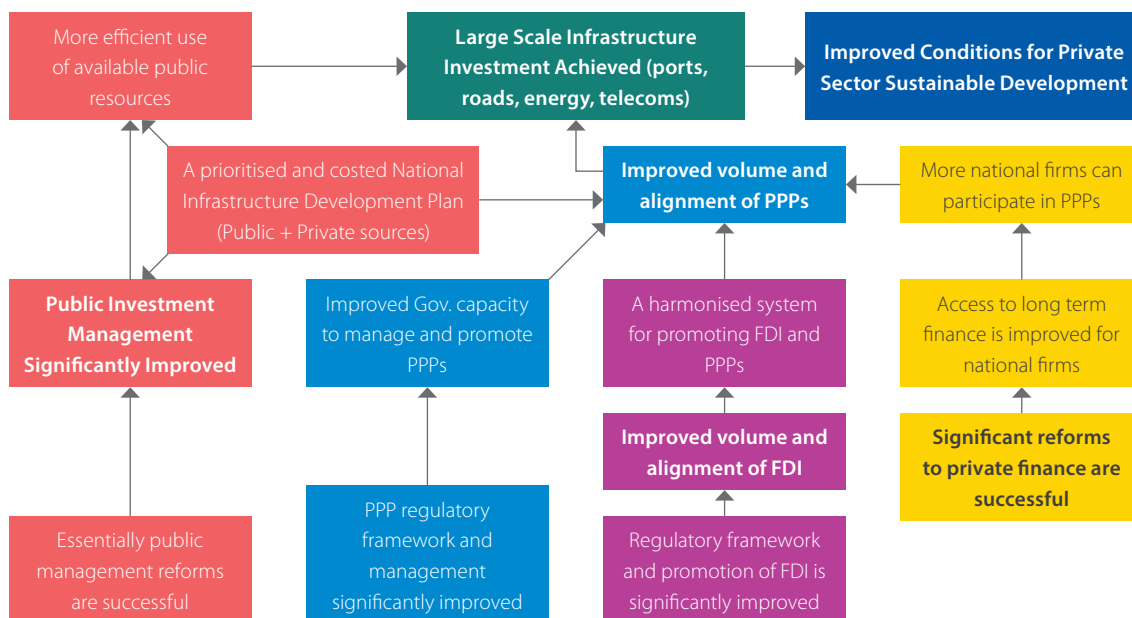 More efficient use
of available public
resources
Large Scale Infrastructure
Investment Achieved (ports,
roads, energy, telecoms)
Improved Conditions for Private
Sector Sustainable Development
A prioritised and costed National
Infrastructure Development Plan
(Public + Private sources)
Improved volume and
alignment of PPPs
More national firms can
participate in PPPs
Public Investment
Management
Significantly Improved
Improved Gov. capacity
to manage and promote
PPPs
A harmonised system
for promoting FDI and
PPPs
Access to long term
finance is improved for
national firms
Improved volume and
alignment of FDI
Significant reforms
to private finance are
successful
Essentially public
management reforms
are successful
PPP regulatory
framework and
management
significantly improved
Regulatory framework
and promotion of FDI is
significantly improved